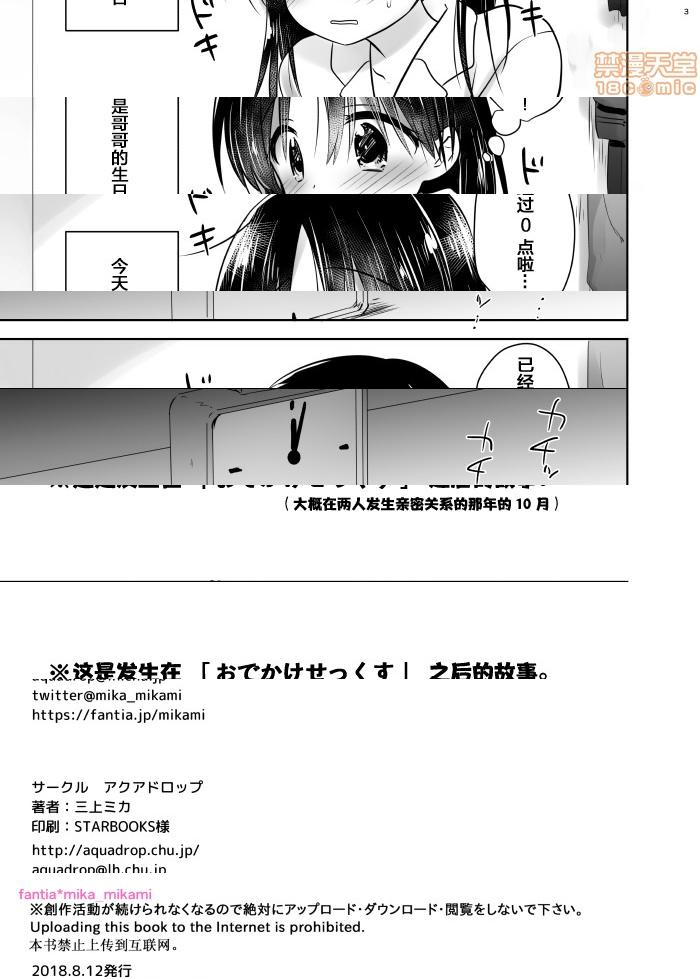 3
禁漫天堂
18comic
是哥哥的生日
！
ドキ
过0点啦…
ドキ
今天
已经
カチッ
カチッ
（大概在两人发生亲密关系的那年的10月）
※这是发生在 「おでかけせっくす」 之后的故事。
twitter@mika_mikami
https://fantia.jp/mikami
サークル　アクアドロップ
著者：三上ミカ
印刷：STARBOOKS様
http://aquadrop.chu.jp/
aquadrop@lh.chu.jp
fantia*mika_mikami
※創作活動が続けられなくなるので絶対にアップロード・ダウンロード・閲覧をしないで下さい。
Uploading this book to the Internet is prohibited.
本书禁止上传到互联网。
2018.8.12発行